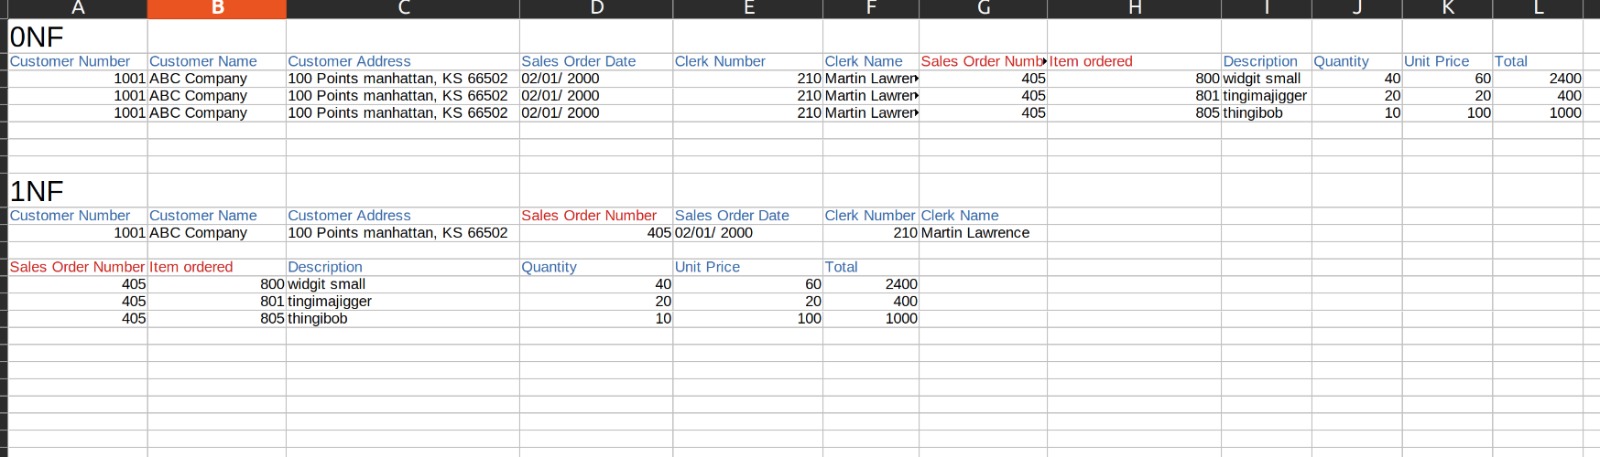 A B C D E F G H I J K L
0NF
Customer Number Customer Name Customer Address Sales Order Date Clerk Number Clerk Name Sales Order Numb Item ordered Description Quantity Unit Price Total
1001 ABC Company 100 Points manhattan, KS 66502 02/01/ 2000 210 Martin Lawren 405 800 widgit small 40 60 2400
1001 ABC Company 100 Points manhattan, KS 66502 02/01/ 2000 210 Martin Lawren 405 801 tingimajigger 20 20 400
1001 ABC Company 100 Points manhattan, KS 66502 02/01/ 2000 210 Martin Lawren 405 805 thingibob 10 100 1000
1NF
Customer Number Customer Name Customer Address Sales Order Number Sales Order Date Clerk Number Clerk Name
1001 ABC Company 100 Points manhattan, KS 66502 405 02/01/ 2000 210 Martin Lawrence
Sales Order Number Item ordered Description Quantity Unit Price Total
405 800 widgit small 40 60 2400
405 801 tingimajigger 20 20 400
405 805 thingibob 10 100 1000